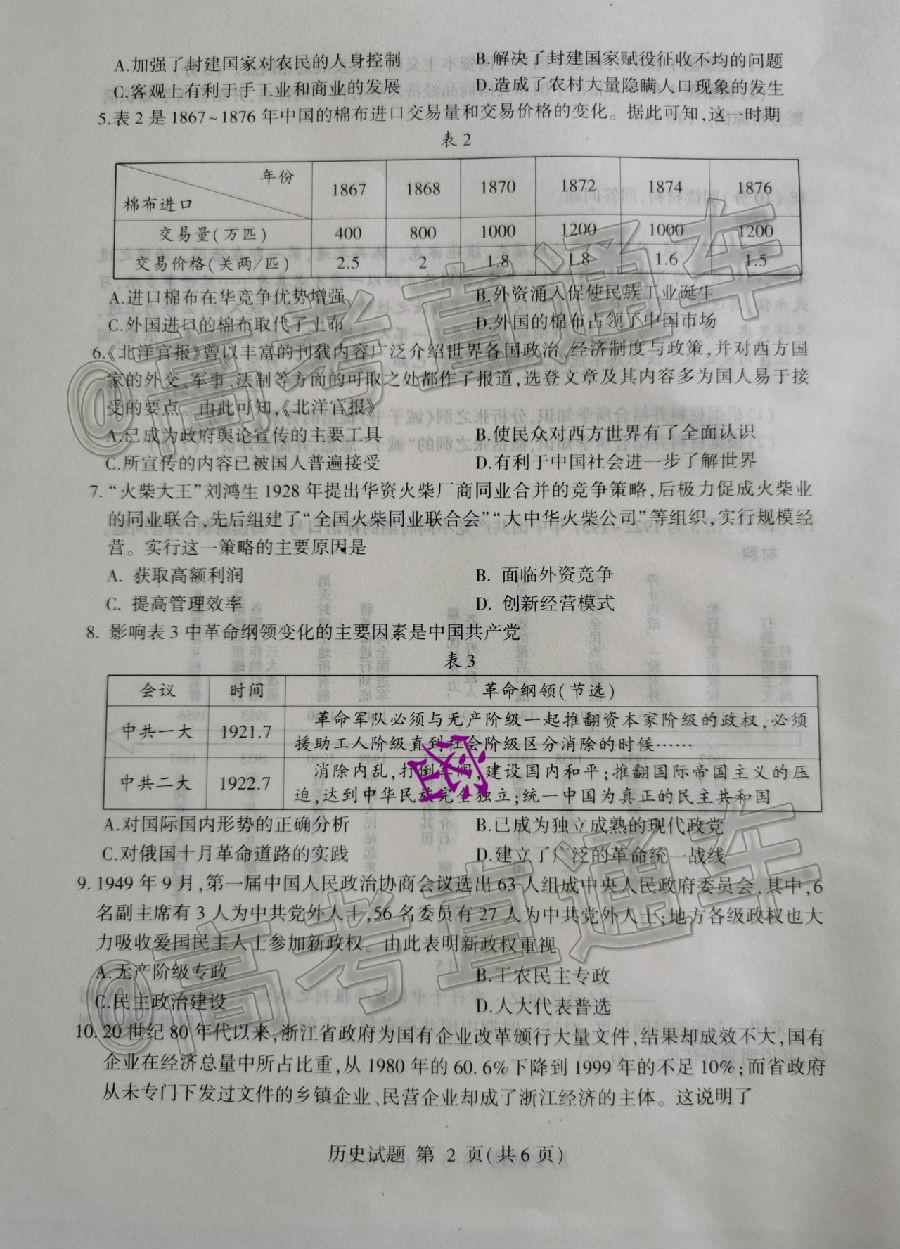 A.加强了封建国家对农民的人身控制 B.解决了封建国家赋役征收不均的问题
C.客观上有利于手工业和商业的发展 D.造成了农村大量隐瞒人口现象的发生
5.表2是1867~1876年中国的棉布进口交易量和交易价格的变化。据此可知,这一时期
表2
年份 棉布进口 1867 1868 1870 1872 1874 1876
交易量(万匹) 400 800 1000 1200 1000 1200
交易价格(关两/匹) 2.5 2 1.8 1.8 1.6 1.5
A.进口棉布在华竞争优势增强 B.外资涌入促使民族工业诞生
C.外国进口的棉布取代了土布 D.外国的棉布占领了中国市场
6.《北洋官报》曾以丰富的刊载内容广泛介绍世界各国政治、经济制度与政策,并对西方国
家的外交、军事、法制等方面的可取之处都作了报道,选登文章及其内容多为国人易于接
受的要点。由此可知,《北洋官报》
A.已成为政府舆论宣传的主要工具 B.使民众对西方世界有了全面认识
C.所宣传的内容已被国人普遍接受 D.有利于中国社会进一步了解世界
7.“火柴大王”刘鸿生1928年提出华资火柴厂商同业合并的竞争策略,后极力促成火柴业
的同业联合,先后组建了“全国火柴同业联合会”“大中华火柴公司”等组织,实行规模经
营。实行这一策略的主要原因是
A. 获取高额利润 B. 面临外资竞争
C. 提高管理效率 D. 创新经营模式
8. 影响表3中革命纲领变化的主要因素是中国共产党
表3
会议 时间 革命纲领(节选)
中共一大 1921.7 革命军队必须与无产阶级一起推翻资本家阶级的政权,必须
援助工人阶级直到社会阶级区分消除的时候……
中共二大 1922.7 消除内乱,打倒军阀,建设国内和平;推翻国际帝国主义的压
迫,达到中华民族完全独立;统一中国为真正的民主共和国
A.对国际国内形势的正确分析 B.已成为独立成熟的现代政党
C.对俄国十月革命道路的实践 D.建立了广泛的革命统一战线
9.1949年9月,第一届中国人民政治协商会议选出63人组成中央人民政府委员会,其中,6
名副主席有3人为中共党外人士,56名委员有27人为中共党外人士;地方各级政权也大
力吸收爱国民主人士参加新政权。由此表明新政权重视
A.无产阶级专政 B.工农民主专政
C.民主政治建设 D.人大代表普选
10.20世纪80年代以来,浙江省政府为国有企业改革颁行大量文件,结果却成效不大,国有
企业在经济总量中所占比重,从1980年的60.6%下降到1999年的不足10%;而省政府
从未专门下发过文件的乡镇企业、民营企业却成了浙江经济的主体。这说明了
历史试题 第 2 页(共6页)
@高考直通车
@高考直通车